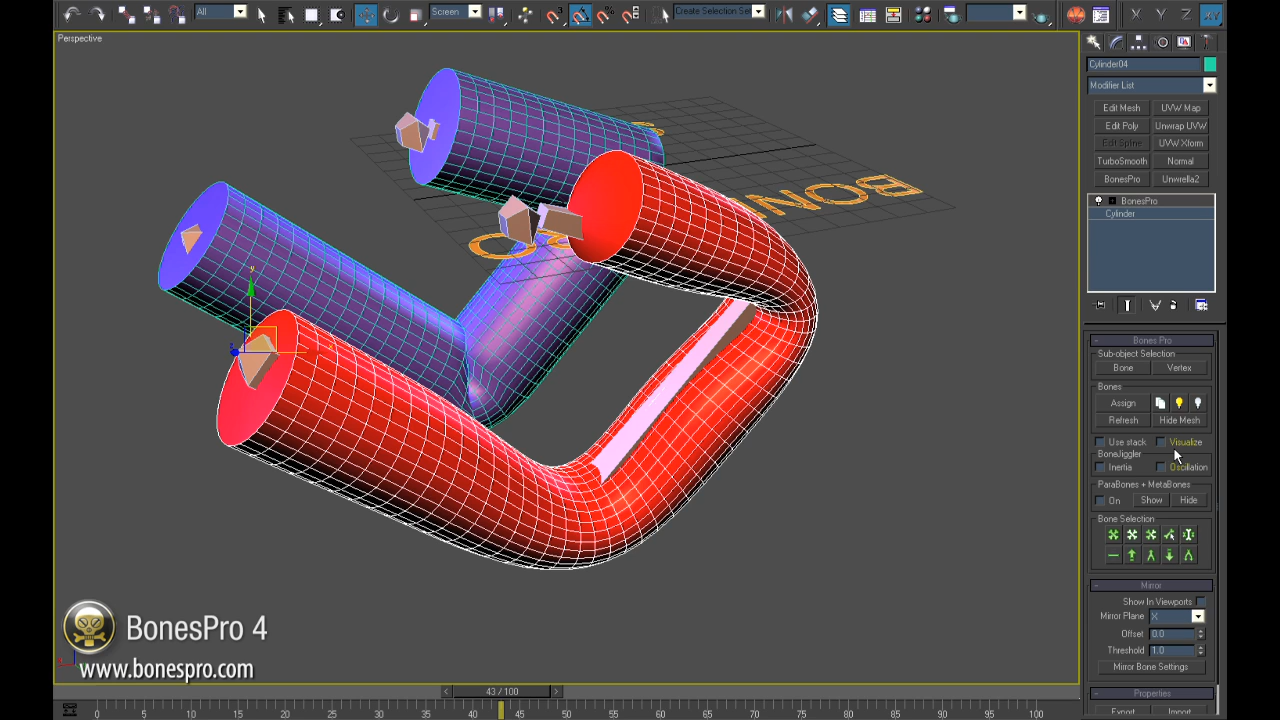 All
Screen
Create Selection Set
X Y Z XY
Perspective
Cylinder04
Modifier List
Edit Mesh UVW Map
Edit Poly Unwrap UVW
Edit Spline UVW Xform
TurboSmooth Normal
BonesPro Unwrella2
BonesPro
Cylinder
Bones Pro
Sub-object Selection
Bone Vertex
Bones
Assign
Refresh Hide Mesh
Use stack Visualize
BoneJiggler
Inertia Oscillation
ParaBones + MetaBones
On Show Hide
Bone Selection
Mirror
Show In Viewports
Mirror Plane X
Offset 0.0
Threshold 1.0
Mirror Bone Settings
Properties
Export Import
BonesPro 4
www.bonespro.com
43 / 100
0 5 10 15 20 25 30 35 40 45 50 55 60 65 70 75 80 85 90 95 100